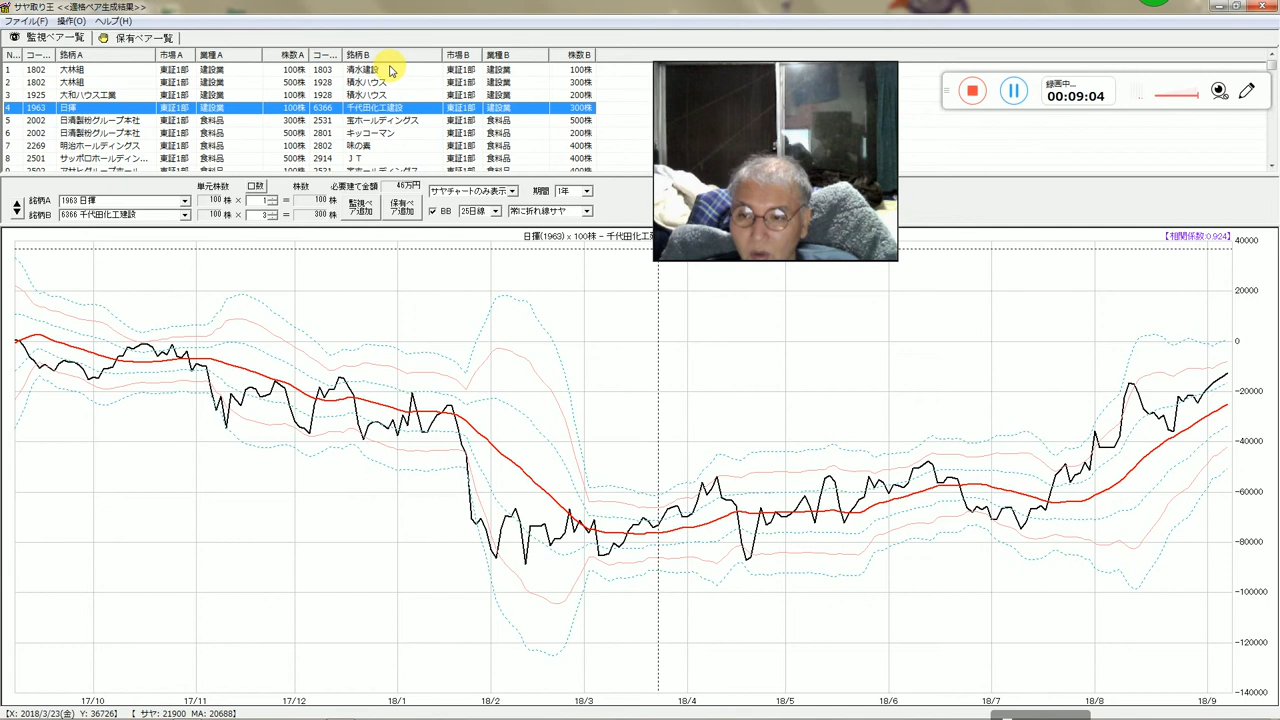 サヤ取り王 <<適格ペア生成結果>>
ファイル(F) 操作(O) ヘルプ(H)
監視ペア一覧 保有ペア一覧
N... コー... 銘柄A 市場A 業種A 株数A コー... 銘柄B 市場B 業種B 株数B
1 1802 大林組 東証1部 建設業 100株 1803 清水建設 東証1部 建設業 100株
2 1802 大林組 東証1部 建設業 500株 1928 積水ハウス 東証1部 建設業 300株
3 1925 大和ハウス工業 東証1部 建設業 100株 1928 積水ハウス 東証1部 建設業 200株
4 1963 日揮 東証1部 建設業 100株 6366 千代田化工建設 東証1部 建設業 300株
5 2002 日清製粉グループ本社 東証1部 食料品 300株 2531 宝ホールディングス 東証1部 食料品 500株
6 2002 日清製粉グループ本社 東証1部 食料品 500株 2801 キッコーマン 東証1部 食料品 200株
7 2269 明治ホールディングス 東証1部 食料品 100株 2802 味の素 東証1部 食料品 400株
8 2501 サッポロホールディン... 東証1部 食料品 500株 2914 ＪＴ 東証1部 食料品 400株
録画中...
00:09:04
単元株数 口数 株数 必要建て金額 46万円
銘柄A 1963 日揮 100株 × 1 = 100株
銘柄B 6366 千代田化工建設 100株 × 3 = 300株
監視ペア追加
保有ペア追加
サヤチャートのみ表示 期間 1年
BB 25日線 常に折れ線サヤ
日揮(1963) x 100株 - 千代田化工
【相関係数:0.924】
40000
20000
0
-20000
-40000
-60000
-80000
-100000
-120000
-140000
17/10 17/11 17/12 18/1 18/2 18/3 18/4 18/5 18/6 18/7 18/8 18/9
【X: 2018/3/23(金) Y: 36726】 【 サヤ: 21900 MA: 20688】